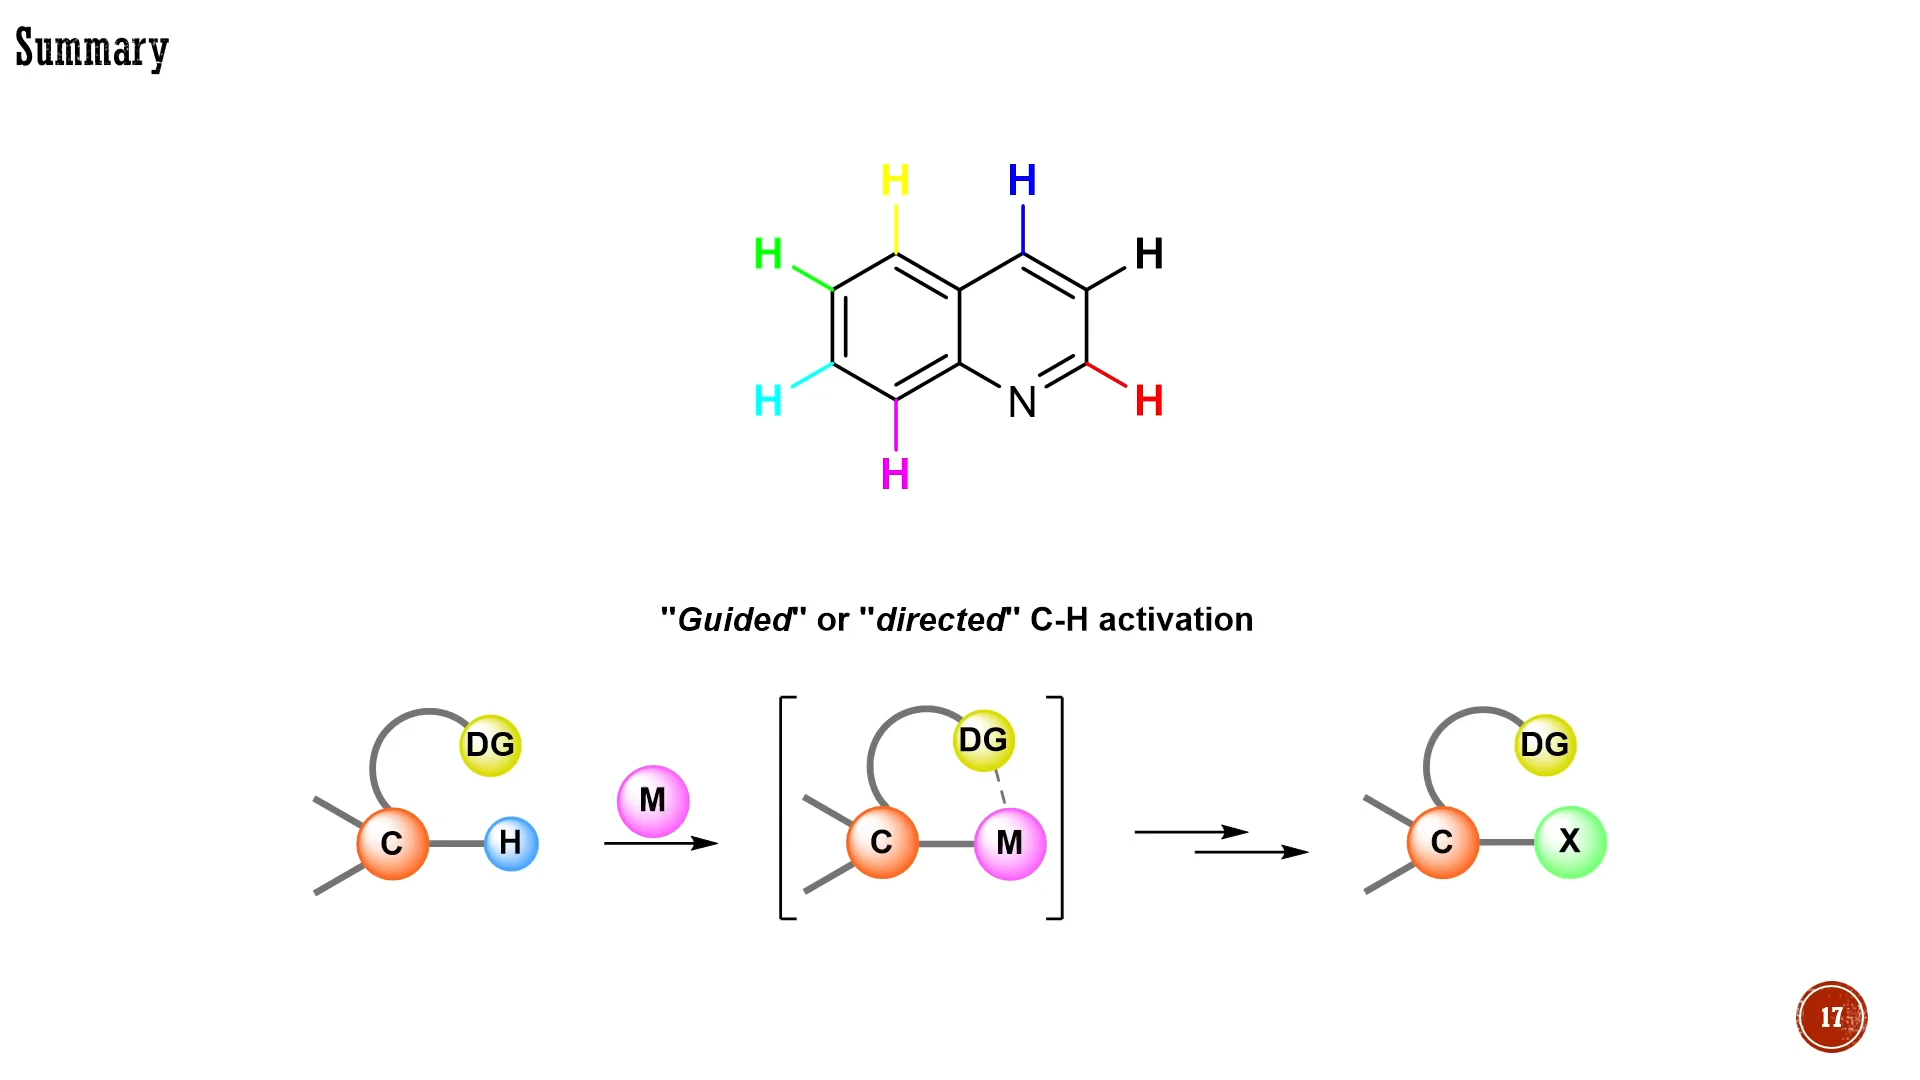 Summary
H H
H H
H N H
H
"Guided" or "directed" C-H activation
DG DG DG
M
C H C M C X
17